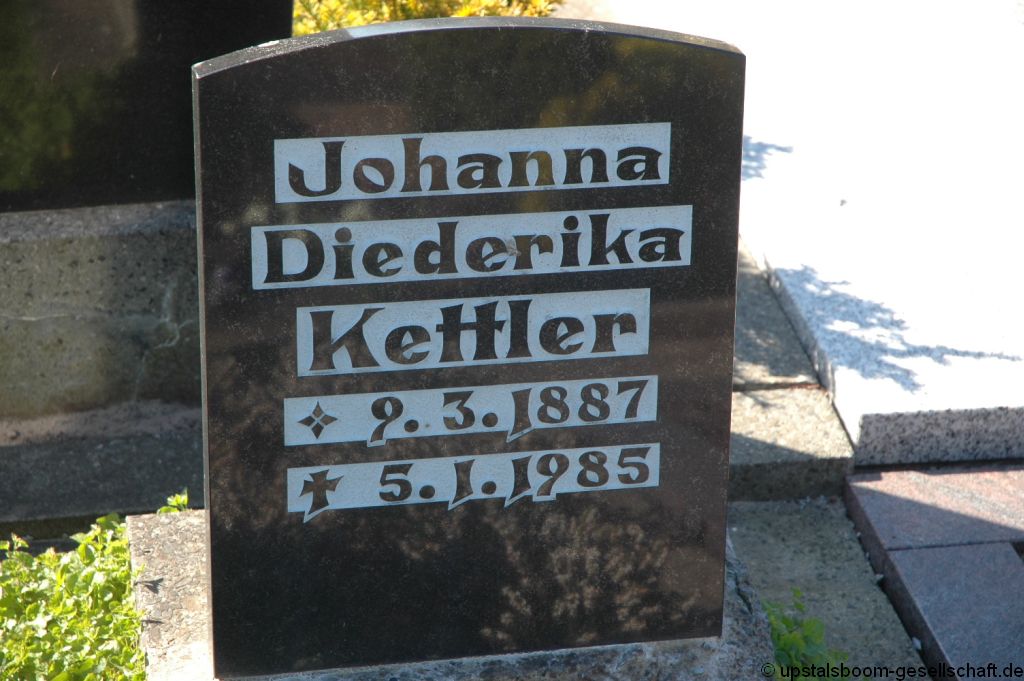 Johanna
Diederika
Kettler
✧ 9.3.1887
✝ 5.1.1985
© upstalsboom-gesellschaft.de